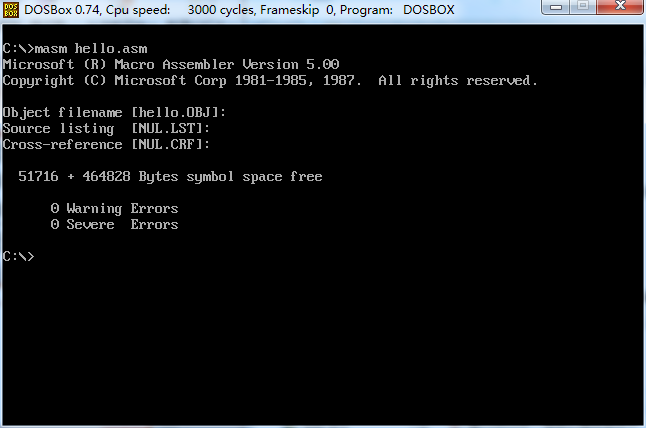 DOS
BOX
DOSBox 0.74, Cpu speed:    3000 cycles, Frameskip  0, Program:   DOSBOX
C:\>masm hello.asm
Microsoft (R) Macro Assembler Version 5.00
Copyright (C) Microsoft Corp 1981-1985, 1987.  All rights reserved.
Object filename [hello.OBJ]:
Source listing  [NUL.LST]:
Cross-reference [NUL.CRF]:
  51716 + 464828 Bytes symbol space free
      0 Warning Errors
      0 Severe  Errors
C:\>